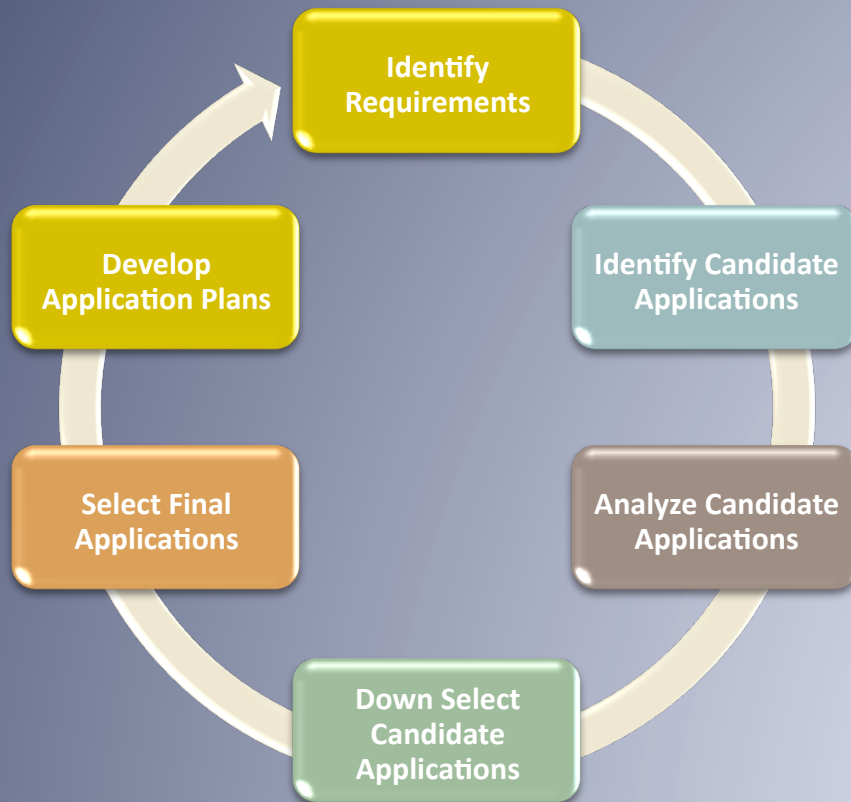 Identify
Requirements
Identify Candidate
Applications
Analyze Candidate
Applications
Down Select
Candidate
Applications
Select Final
Applications
Develop
Application Plans